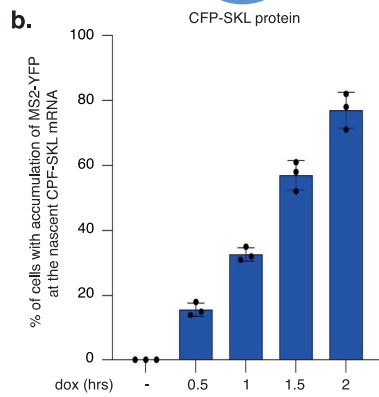 CFP-SKL protein
b.
% of cells with accumulation of MS2-YFP
at the nascent CPF-SKL mRNA
100
80
60
40
20
0
dox (hrs) - 0.5 1 1.5 2